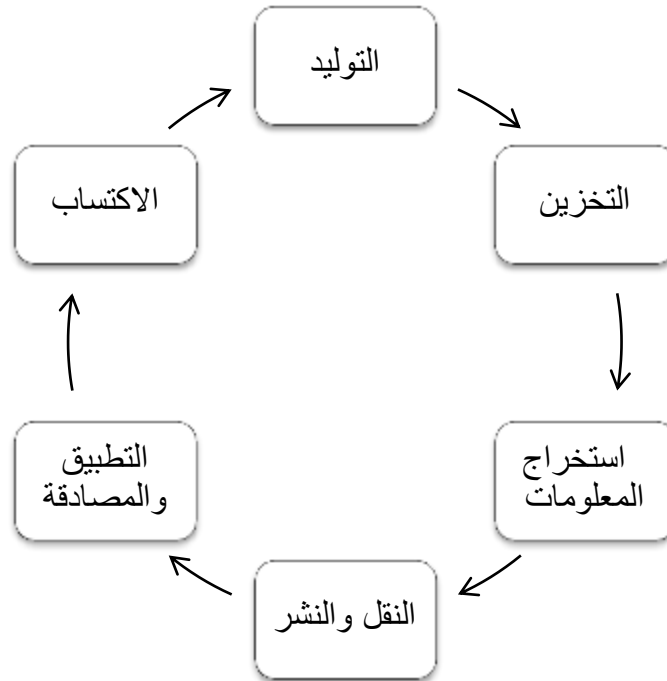 التوليد
التخزين
استخراج
المعلومات
النقل والنشر
التطبيق
والمصادقة
الاكتساب